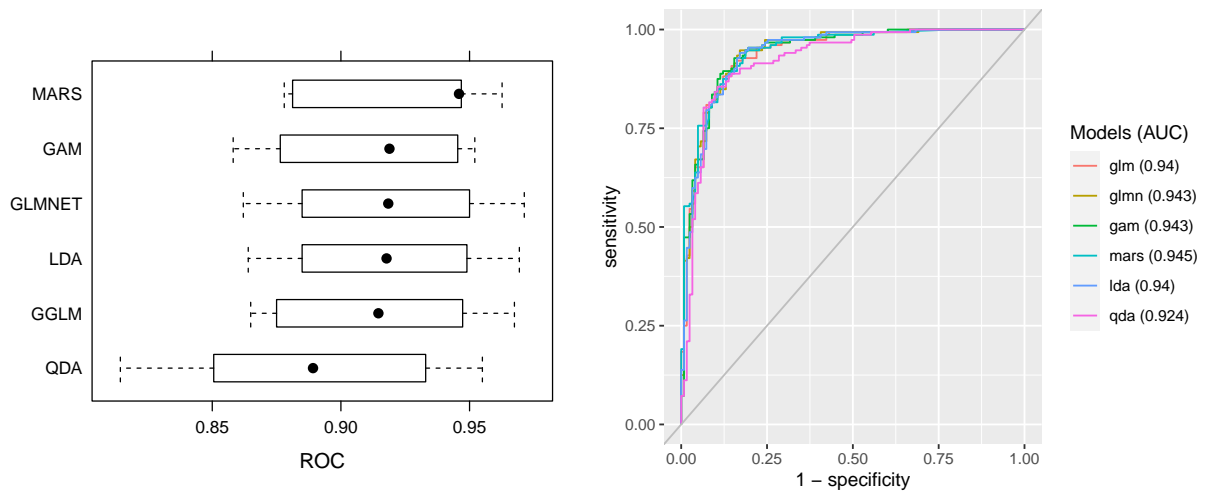 MARS
GAM
GLMNET
LDA
GGLM
QDA
0.85 0.90 0.95
ROC
1.00
0.75
0.50
0.25
0.00
sensitivity
0.00 0.25 0.50 0.75 1.00
1 − specificity
Models (AUC)
glm (0.94)
glmn (0.943)
gam (0.943)
mars (0.945)
lda (0.94)
qda (0.924)